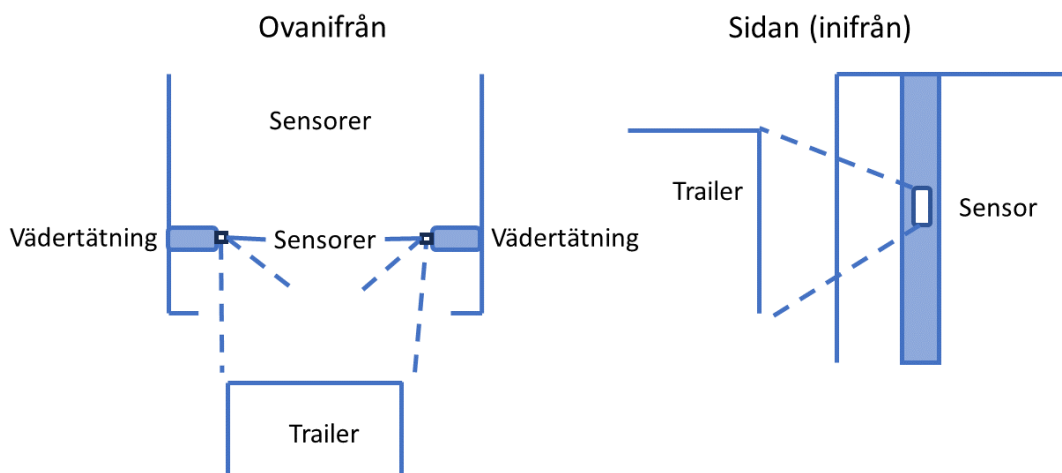 Ovanifrån
Sidan (inifrån)
Sensorer
Trailer
Sensor
Vädertätning
Sensorer
Vädertätning
Trailer